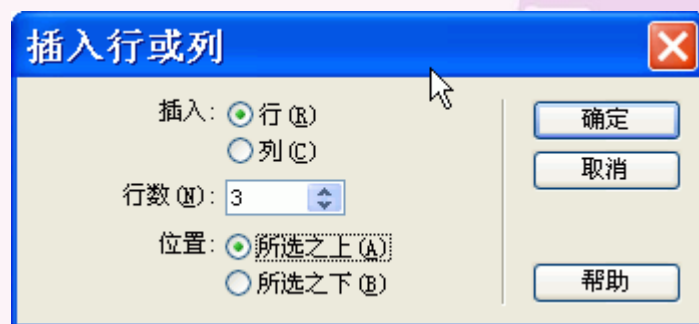 插入行或列
插入: 行(R)
列(C)
行数(N): 3
位置: 所选之上(A)
所选之下(B)
确定
取消
帮助